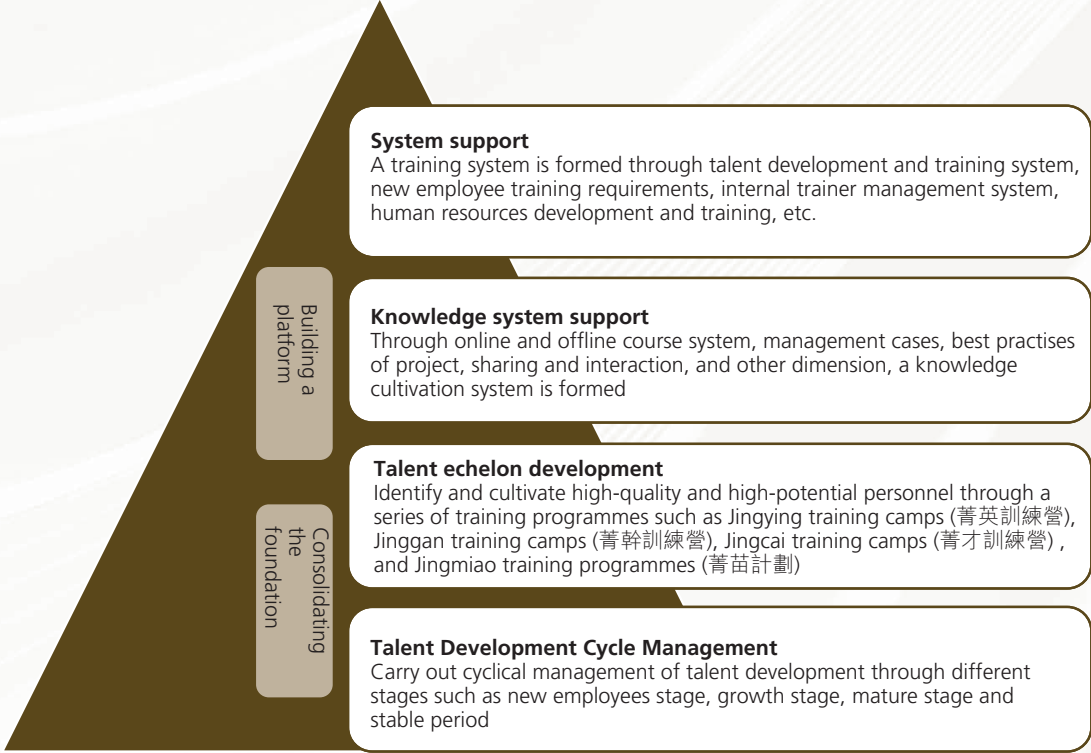 System support
A training system is formed through talent development and training system,
new employee training requirements, internal trainer management system,
human resources development and training, etc.
Building a
platform
Knowledge system support
Through online and offline course system, management cases, best practises
of project, sharing and interaction, and other dimension, a knowledge
cultivation system is formed
Talent echelon development
Identify and cultivate high-quality and high-potential personnel through a
series of training programmes such as Jingying training camps (菁英訓練營),
Jinggan training camps (菁幹訓練營), Jingcai training camps (菁才訓練營) ,
and Jingmiao training programmes (菁苗計劃)
Consolidating
the
foundation
Talent Development Cycle Management
Carry out cyclical management of talent development through different
stages such as new employees stage, growth stage, mature stage and
stable period